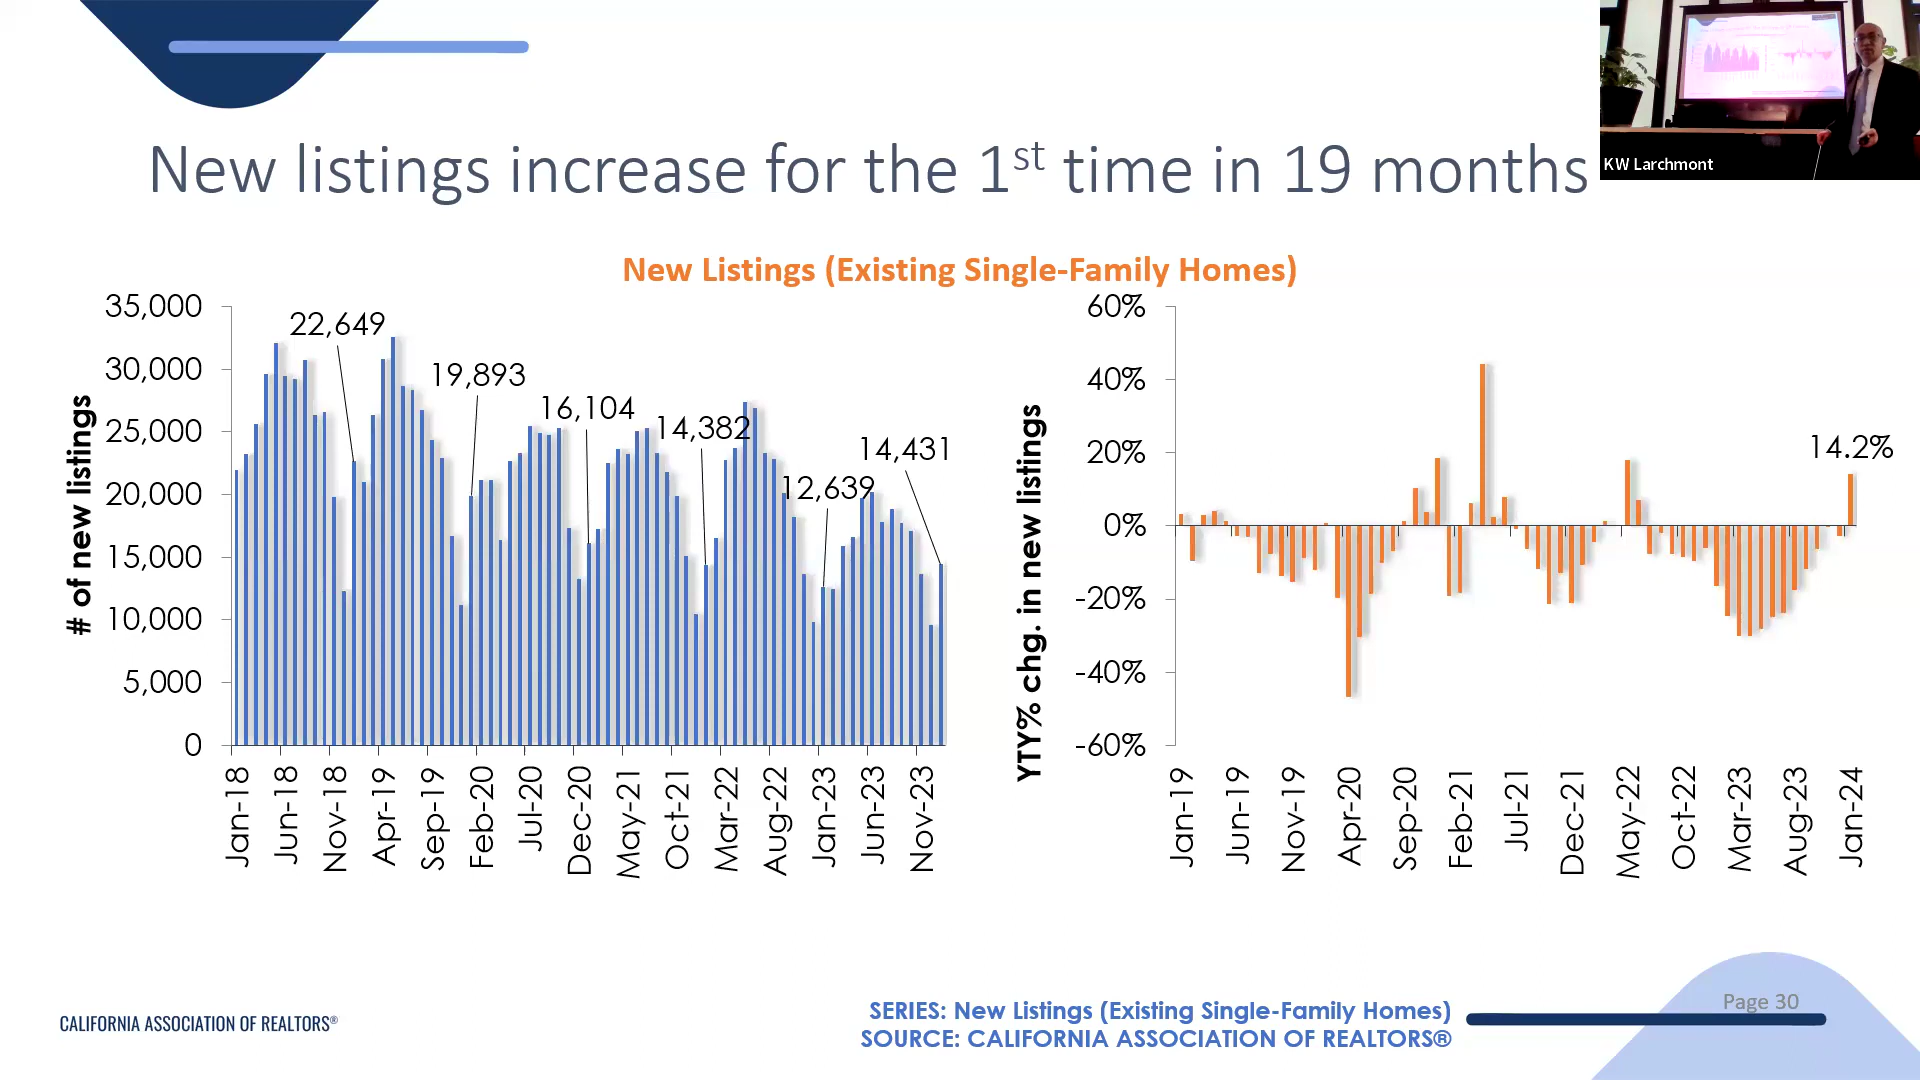 New listings increase for the 1st time in 19 months
KW Larchmont
New Listings (Existing Single-Family Homes)
# of new listings
35,000
30,000
25,000
20,000
15,000
10,000
5,000
0
22,649
19,893
16,104
14,382
12,639
14,431
Jan-18
Jun-18
Nov-18
Apr-19
Sep-19
Feb-20
Jul-20
Dec-20
May-21
Oct-21
Mar-22
Aug-22
Jan-23
Jun-23
Nov-23
YTY% chg. in new listings
60%
40%
20%
0%
-20%
-40%
-60%
14.2%
Jan-19
Jun-19
Nov-19
Apr-20
Sep-20
Feb-21
Jul-21
Dec-21
May-22
Oct-22
Mar-23
Aug-23
Jan-24
CALIFORNIA ASSOCIATION OF REALTORS®
SERIES: New Listings (Existing Single-Family Homes)
SOURCE: CALIFORNIA ASSOCIATION OF REALTORS®
Page 30